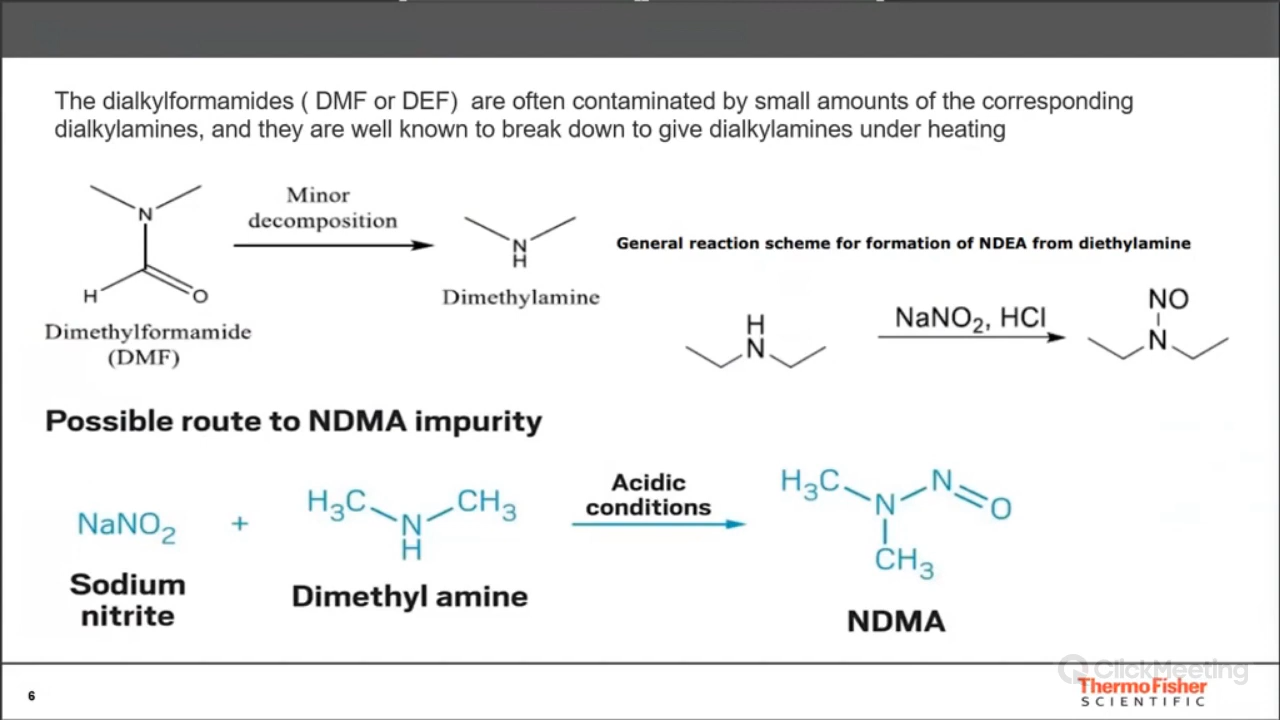 The dialkylformamides ( DMF or DEF)  are often contaminated by small amounts of the corresponding
dialkylamines, and they are well known to break down to give dialkylamines under heating
N
H
O
Dimethylformamide
(DMF)
Minor
decomposition
N
H
Dimethylamine
General reaction scheme for formation of NDEA from diethylamine
H
N
NaNO₂, HCl
NO
N
Possible route to NDMA impurity
NaNO₂
+
H₃C
CH₃
N
H
Acidic
conditions
H₃C
N
N
O
CH₃
Sodium
nitrite
Dimethyl amine
NDMA
6
ClickMeeting
ThermoFisher
SCIENTIFIC